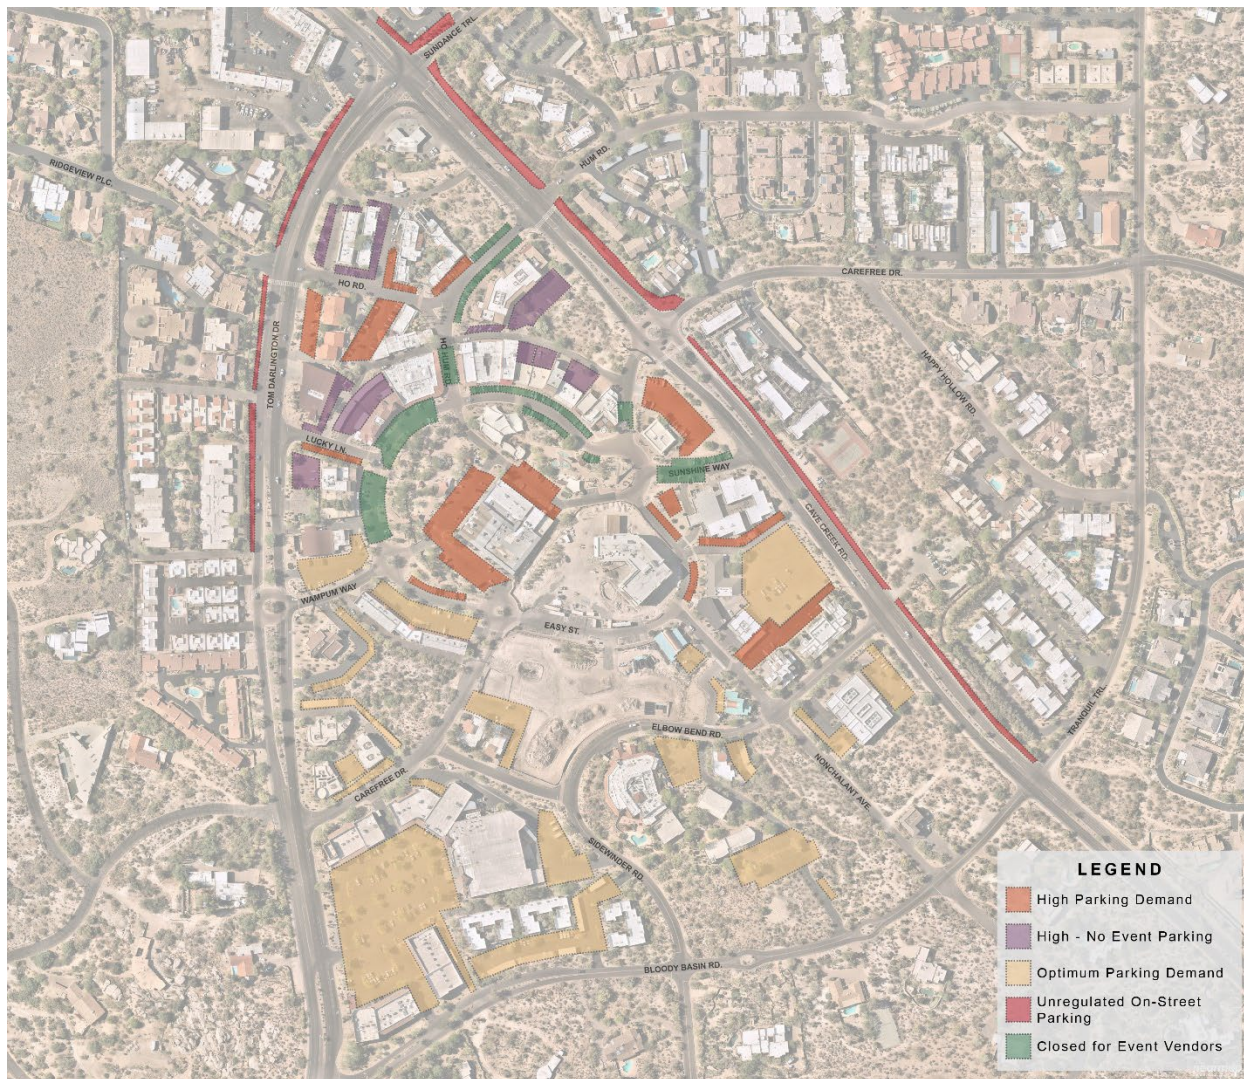 SUNDANCE TRL.
HUM RD.
RIDGEVIEW PLC.
CAREFREE DR.
HO RD.
TOM DARLINGTON DR
HO HUM RD.
HAPPY HOLLOW RD.
LUCKY LN.
SUNSHINE WAY
CAVE CREEK RD.
WAMPUM WAY
EASY ST.
ELBOW BEND RD.
TRANQUIL TRL.
NONCHALANT AVE.
CAREFREE DR.
SIDEWINDER RD.
BLOODY BASIN RD.
LEGEND
High Parking Demand
High - No Event Parking
Optimum Parking Demand
Unregulated On-Street
Parking
Closed for Event Vendors